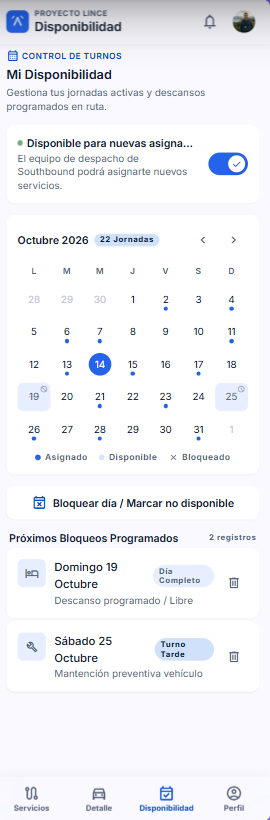 PROYECTO LINCE
Disponibilidad
CONTROL DE TURNOS
Mi Disponibilidad
Gestiona tus jornadas activas y descansos
programados en ruta.
Disponible para nuevas asigna...
El equipo de despacho de
Southbound podrá asignarte nuevos
servicios.
Octubre 2026 22 Jornadas
L M M J V S D
28 29 30 1 2 3 4
5 6 7 8 9 10 11
12 13 14 15 16 17 18
19 20 21 22 23 24 25
26 27 28 29 30 31 1
Asignado Disponible Bloqueado
Bloquear día / Marcar no disponible
Próximos Bloqueos Programados 2 registros
Domingo 19
Octubre
Día
Completo
Descanso programado / Libre
Sábado 25
Octubre
Turno
Tarde
Mantención preventiva vehículo
Servicios Detalle Disponibilidad Perfil